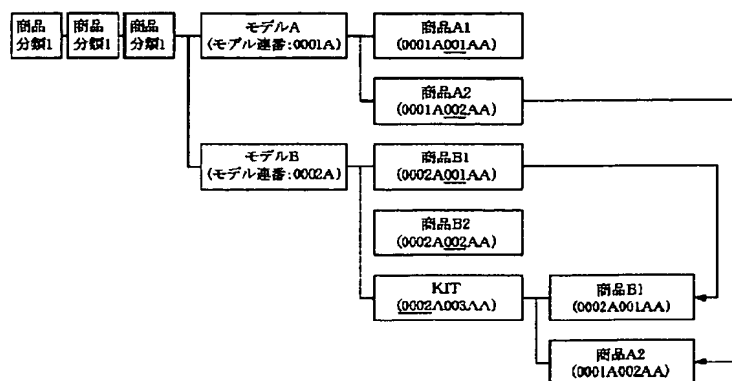 商品
分類1
商品
分類1
商品
分類1
モデルA
(モデル連番:0001A)
商品A1
(0001A001AA)
商品A2
(0001A002AA)
モデルB
(モデル連番:0002A)
商品B1
(0002A001AA)
商品B2
(0002A002AA)
KIT
(0002A003AA)
商品B1
(0002A001AA)
商品A2
(0001A002AA)